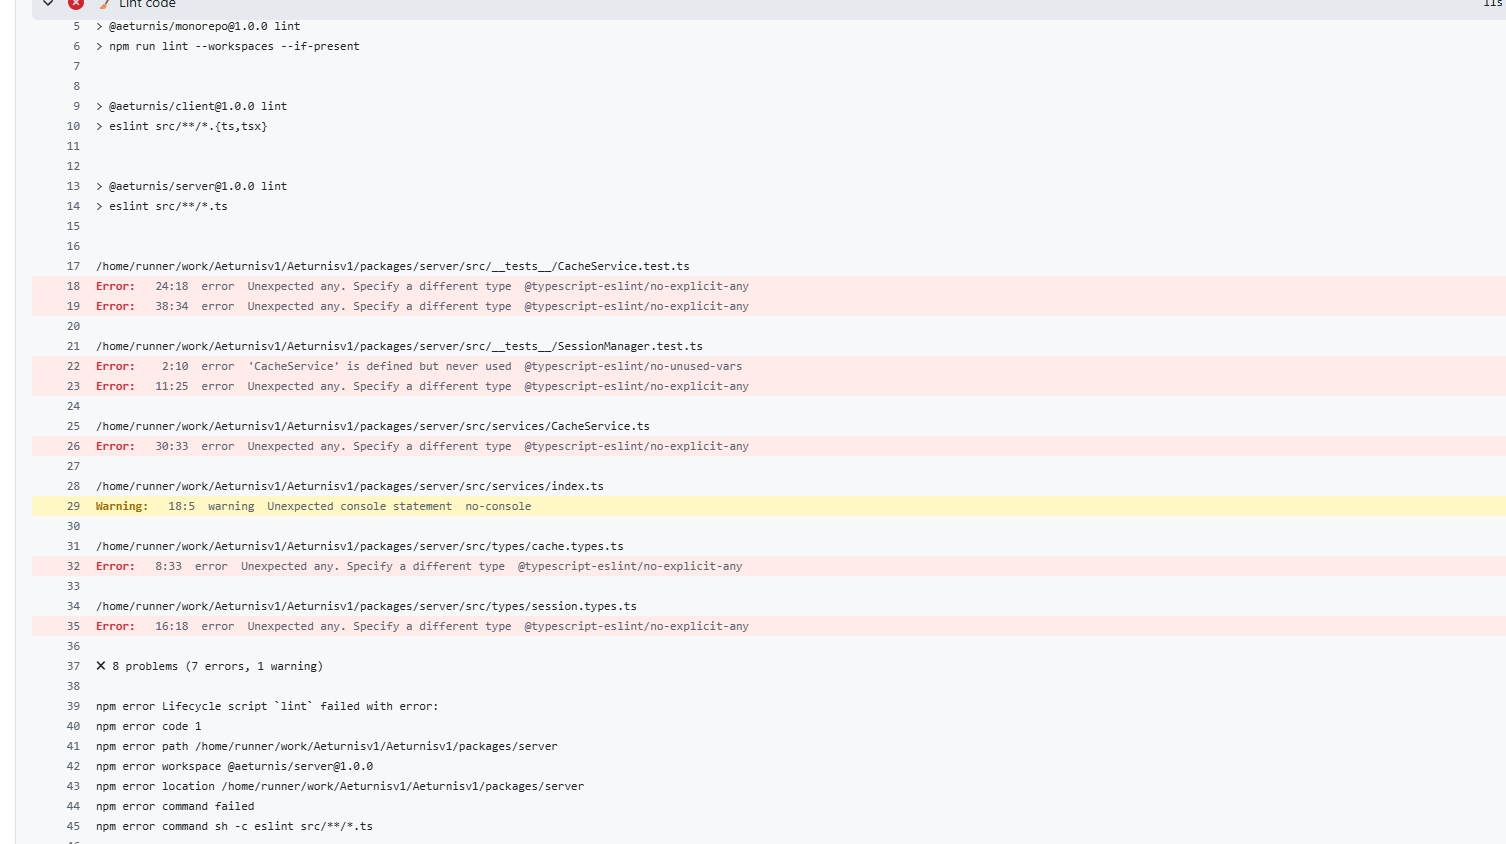 Lint code 11s
5 > @aeturnis/monorepo@1.0.0 lint
6 > npm run lint --workspaces --if-present
7
8
9 > @aeturnis/client@1.0.0 lint
10 > eslint src/**/*.{ts,tsx}
11
12
13 > @aeturnis/server@1.0.0 lint
14 > eslint src/**/*.ts
15
16
17 /home/runner/work/Aeturnisv1/Aeturnisv1/packages/server/src/__tests__/CacheService.test.ts
18 Error: 24:18 error Unexpected any. Specify a different type @typescript-eslint/no-explicit-any
19 Error: 38:34 error Unexpected any. Specify a different type @typescript-eslint/no-explicit-any
20
21 /home/runner/work/Aeturnisv1/Aeturnisv1/packages/server/src/__tests__/SessionManager.test.ts
22 Error: 2:10 error 'CacheService' is defined but never used @typescript-eslint/no-unused-vars
23 Error: 11:25 error Unexpected any. Specify a different type @typescript-eslint/no-explicit-any
24
25 /home/runner/work/Aeturnisv1/Aeturnisv1/packages/server/src/services/CacheService.ts
26 Error: 30:33 error Unexpected any. Specify a different type @typescript-eslint/no-explicit-any
27
28 /home/runner/work/Aeturnisv1/Aeturnisv1/packages/server/src/services/index.ts
29 Warning: 18:5 warning Unexpected console statement no-console
30
31 /home/runner/work/Aeturnisv1/Aeturnisv1/packages/server/src/types/cache.types.ts
32 Error: 8:33 error Unexpected any. Specify a different type @typescript-eslint/no-explicit-any
33
34 /home/runner/work/Aeturnisv1/Aeturnisv1/packages/server/src/types/session.types.ts
35 Error: 16:18 error Unexpected any. Specify a different type @typescript-eslint/no-explicit-any
36
37 ✕ 8 problems (7 errors, 1 warning)
38
39 npm error Lifecycle script `lint` failed with error:
40 npm error code 1
41 npm error path /home/runner/work/Aeturnisv1/Aeturnisv1/packages/server
42 npm error workspace @aeturnis/server@1.0.0
43 npm error location /home/runner/work/Aeturnisv1/Aeturnisv1/packages/server
44 npm error command failed
45 npm error command sh -c eslint src/**/*.ts